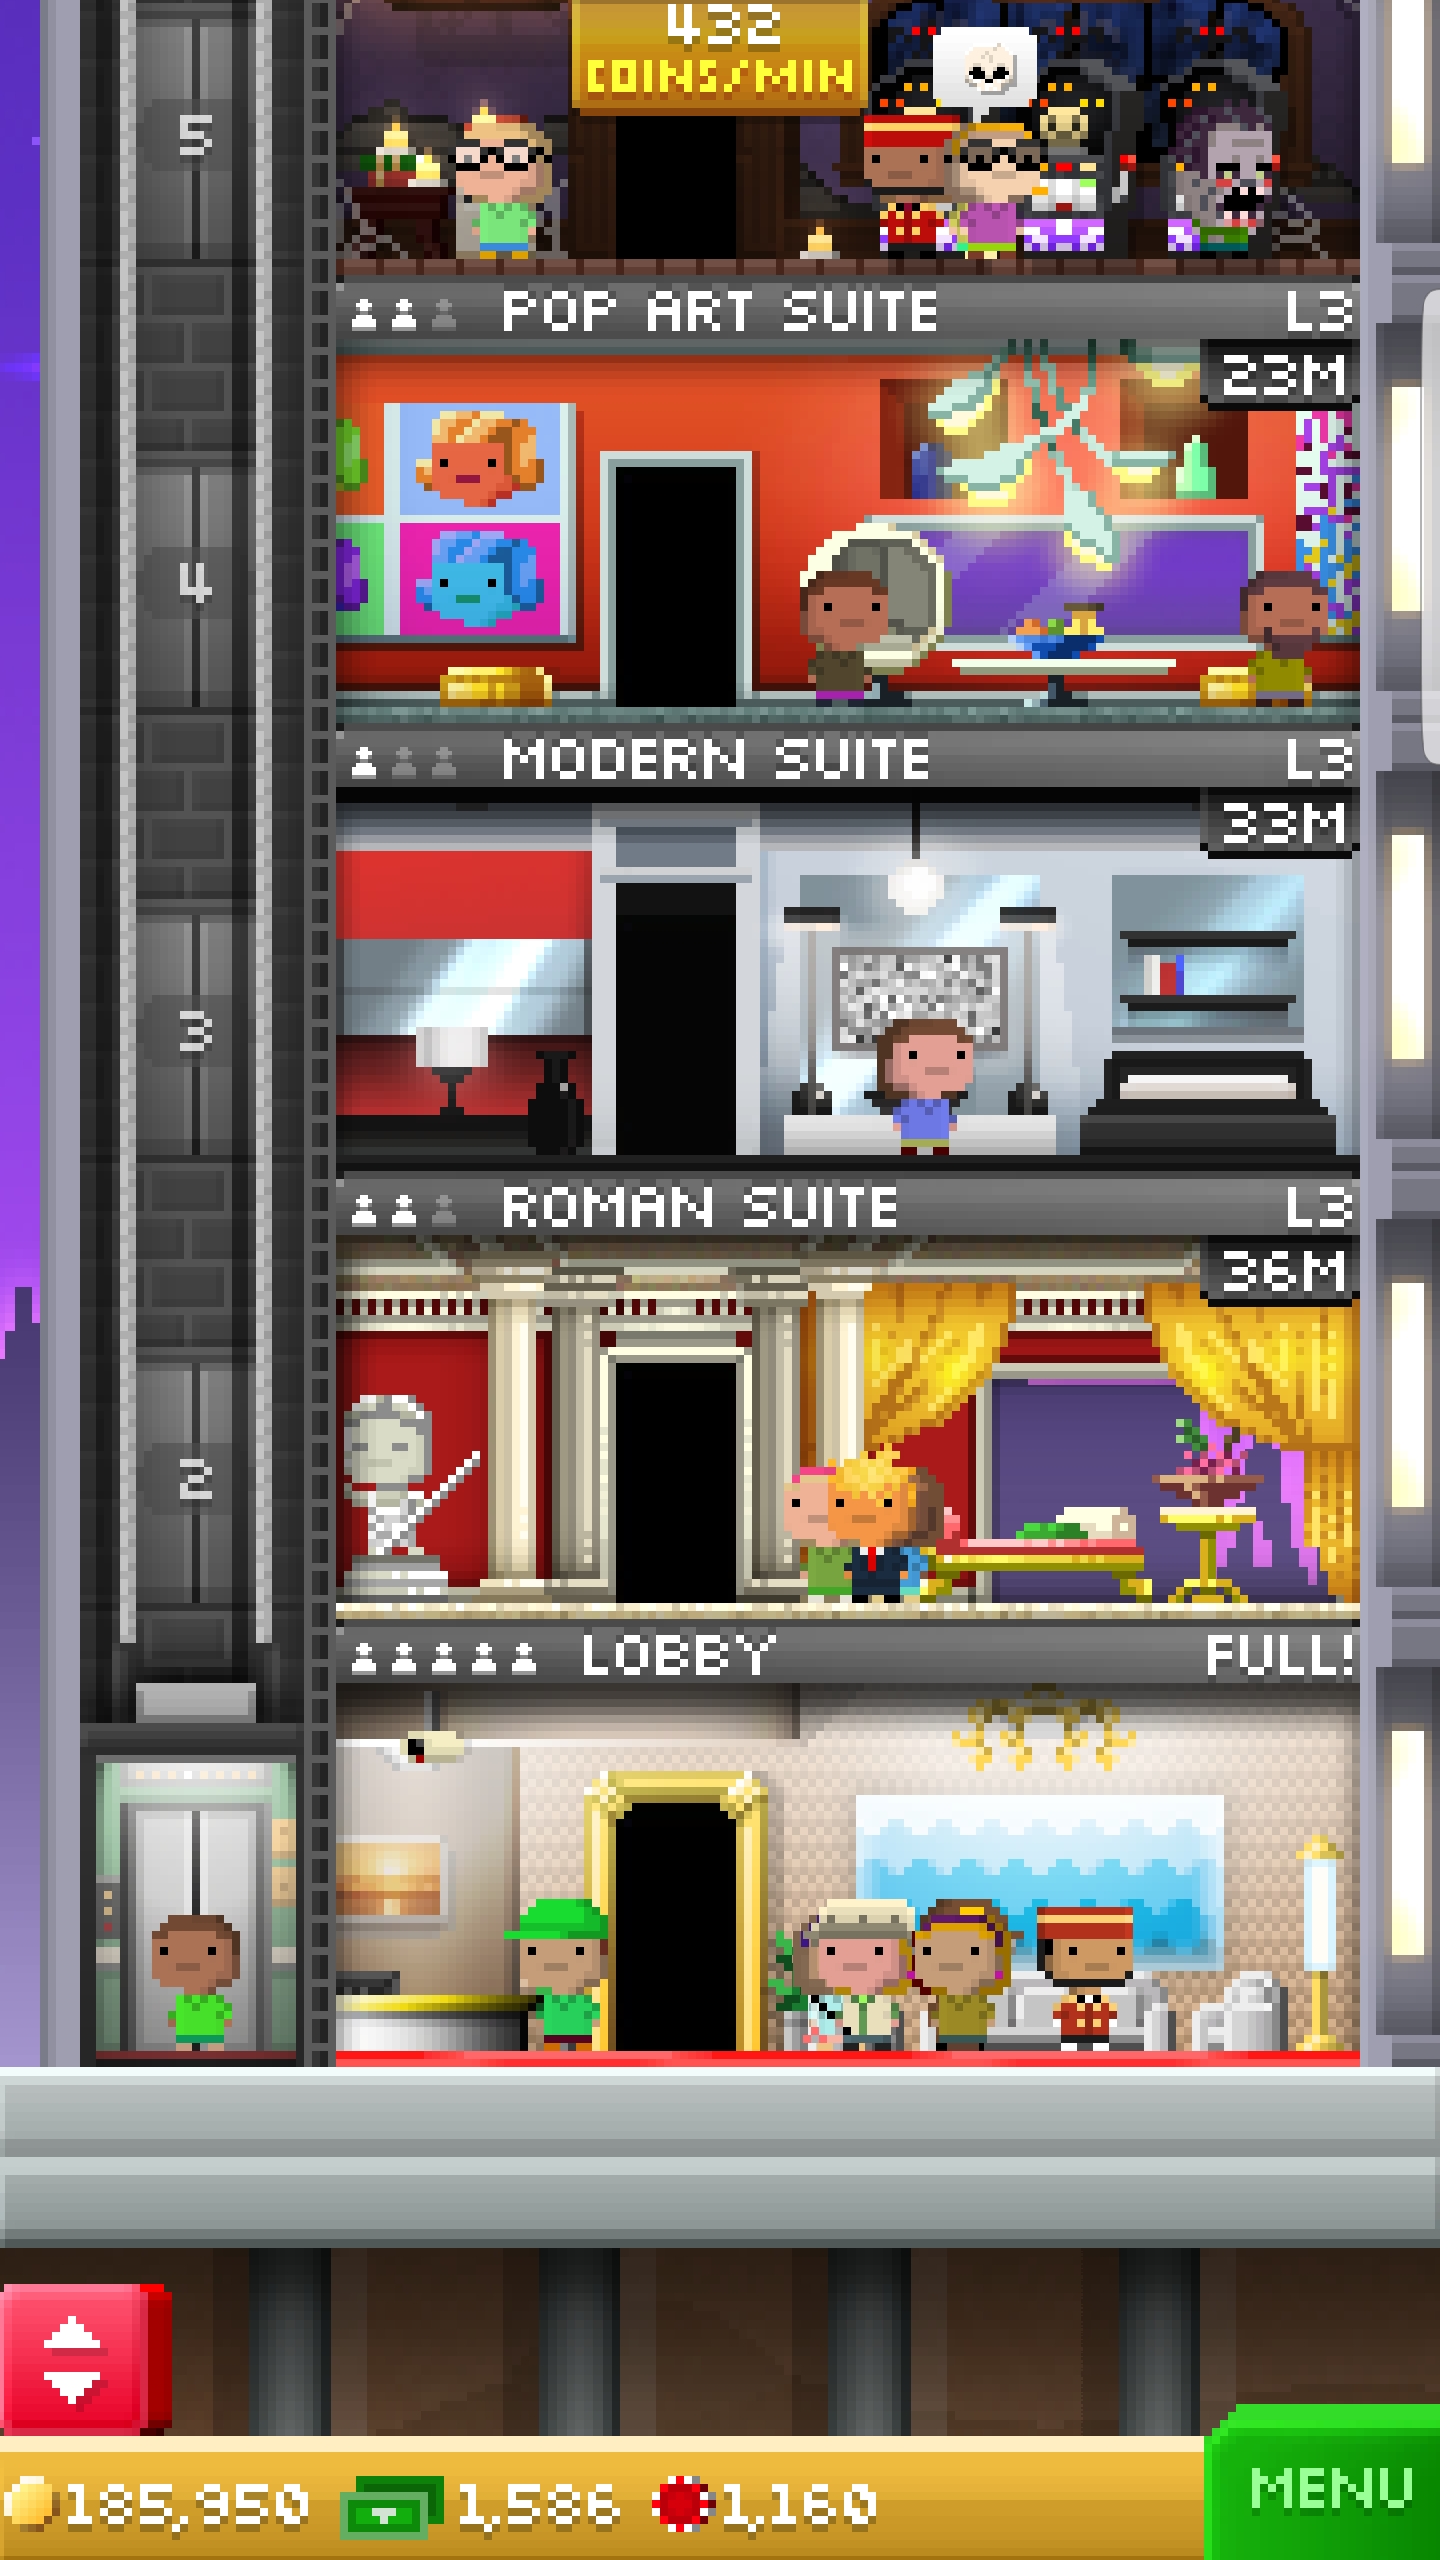 432
COINS/MIN
5
POP ART SUITE L3
23M
4
MODERN SUITE L3
33M
3
ROMAN SUITE L3
36M
2
LOBBY FULL!
185,950 1,586 1,160
MENU